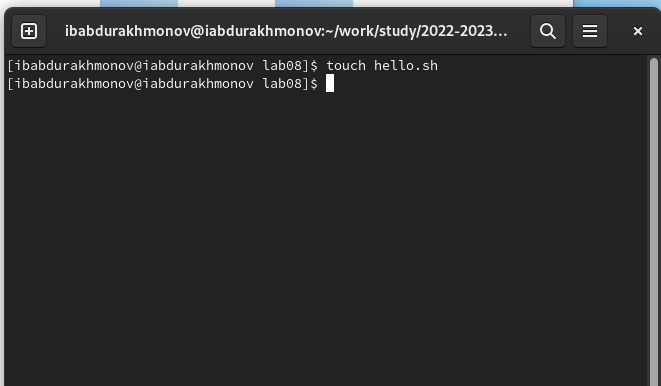 ibabdurakhmonov@iabdurakhmonov:~/work/study/2022-2023...
[ibabdurakhmonov@iabdurakhmonov lab08]$ touch hello.sh
[ibabdurakhmonov@iabdurakhmonov lab08]$